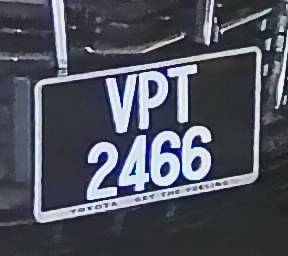 VPT
2466
TOYOTA GET THE FEELING